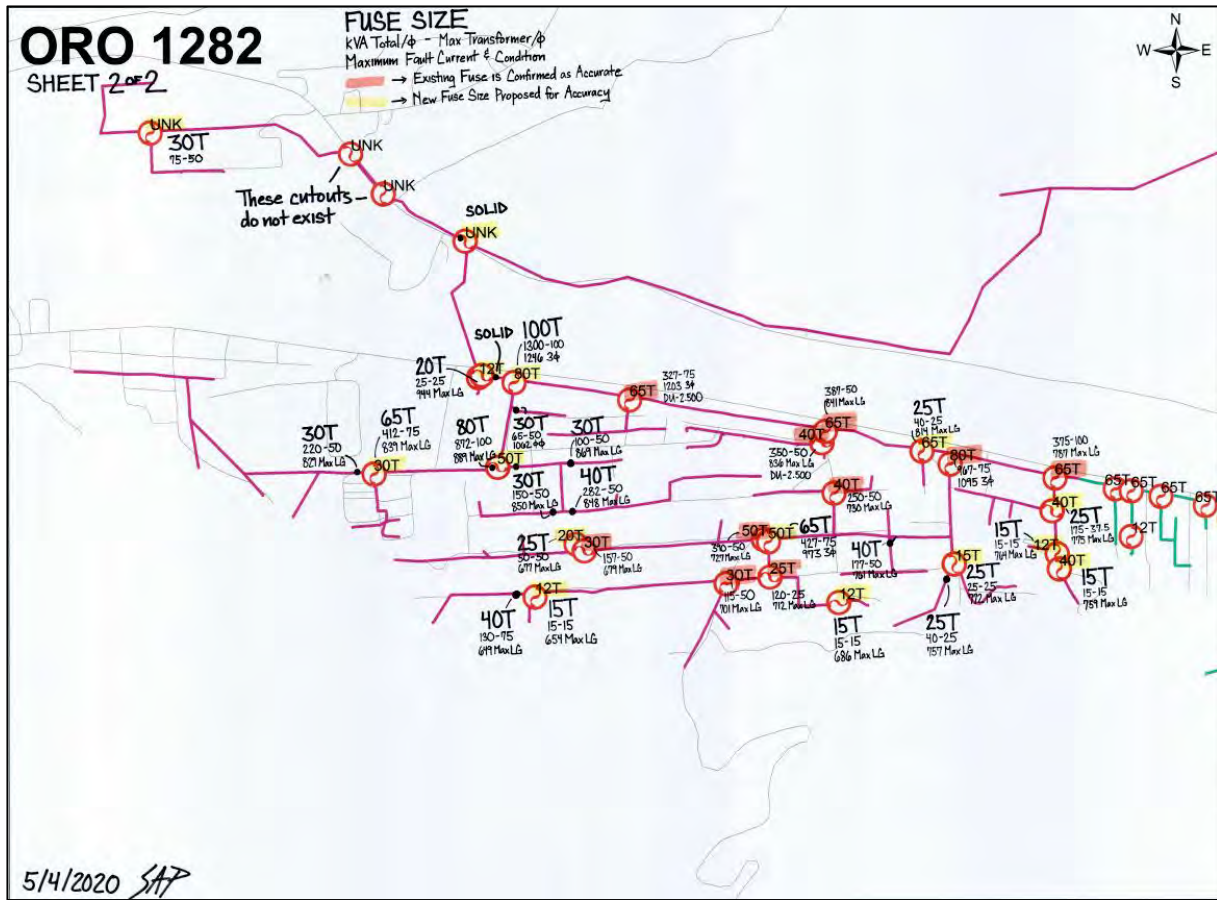 ORO 1282
SHEET 2 OF 2
FUSE SIZE
KVA Total/ϕ - Max Transformer/ϕ
Maximum Fault Current & Condition
→ Existing Fuse is Confirmed as Accurate
→ New Fuse Size Proposed for Accuracy
N
W E
S
UNK
30T
75-50
UNK
UNK
These cutouts
do not exist
SOLID
UNK
SOLID
100T
1300-100
1246 3ϕ
20T
25-25
944 Max LG
12T
80T
327-75
1203 3ϕ
DU-2.500
65T
387-50
841 Max LG
65T
40T
350-50
836 Max LG
DU-2.500
25T
40-25
814 Max LG
65T
80T
967-75
1095 3ϕ
375-100
787 Max LG
65T
65T
65T
65T
65T
12T
30T
220-50
829 Max LG
65T
412-75
839 Max LG
30T
80T
872-100
889 Max LG
50T
30T
65-50
1062 ϕϕ
30T
100-50
869 Max LG
30T
150-50
850 Max LG
40T
282-50
848 Max LG
40T
250-50
730 Max LG
40T
25T
175-37.5
775 Max LG
15T
15-15
764 Max LG
12T
40T
15T
15-15
759 Max LG
25T
50-50
677 Max LG
20T
30T
157-50
679 Max LG
390-50
727 Max LG
50T
50T
65T
427-75
973 3ϕ
40T
177-50
761 Max LG
15T
25T
25-25
772 Max LG
25T
40-25
757 Max LG
40T
130-75
649 Max LG
12T
15T
15-15
654 Max LG
30T
115-50
701 Max LG
25T
120-25
712 Max LG
12T
15T
15-15
686 Max LG
5/4/2020 SAP